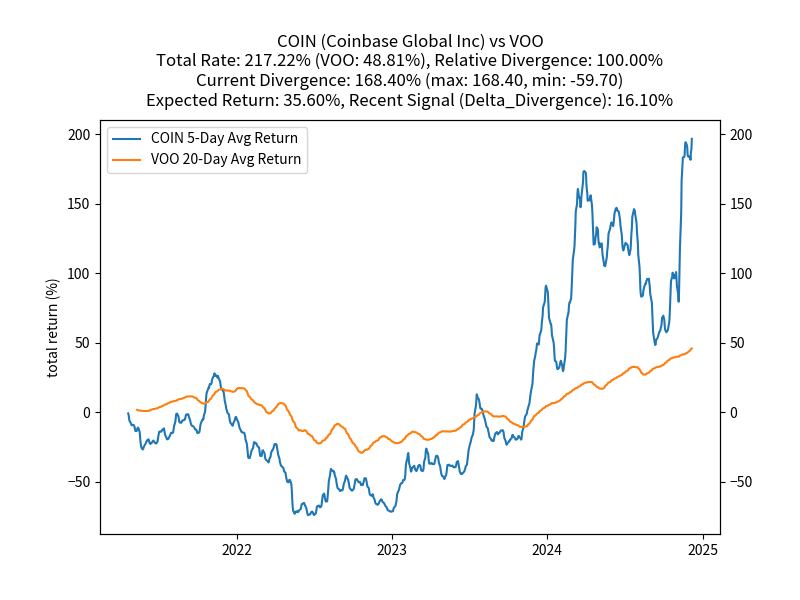 COIN (Coinbase Global Inc) vs VOO
Total Rate: 217.22% (VOO: 48.81%), Relative Divergence: 100.00%
Current Divergence: 168.40% (max: 168.40, min: -59.70)
Expected Return: 35.60%, Recent Signal (Delta_Divergence): 16.10%
COIN 5-Day Avg Return
VOO 20-Day Avg Return
total return (%)
200
150
100
50
0
−50
200
150
100
50
0
−50
2022
2023
2024
2025